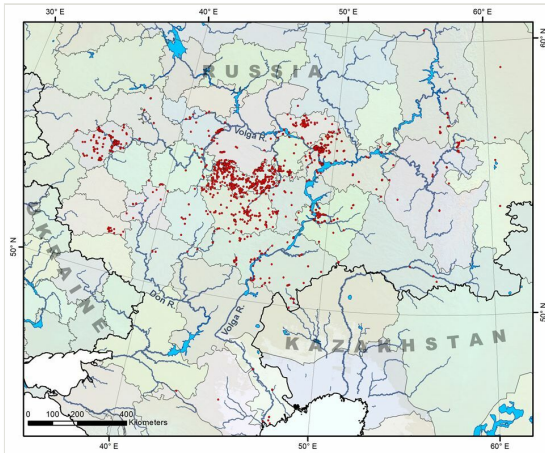 30° E
40° E
50° E
60° E
60° N
60° N
RUSSIA
Volga R.
UKRAINE
50° N
50° N
Don R.
Volga R.
KAZAKHSTAN
0 100 200 400
Kilometers
40° E
50° E
60° E